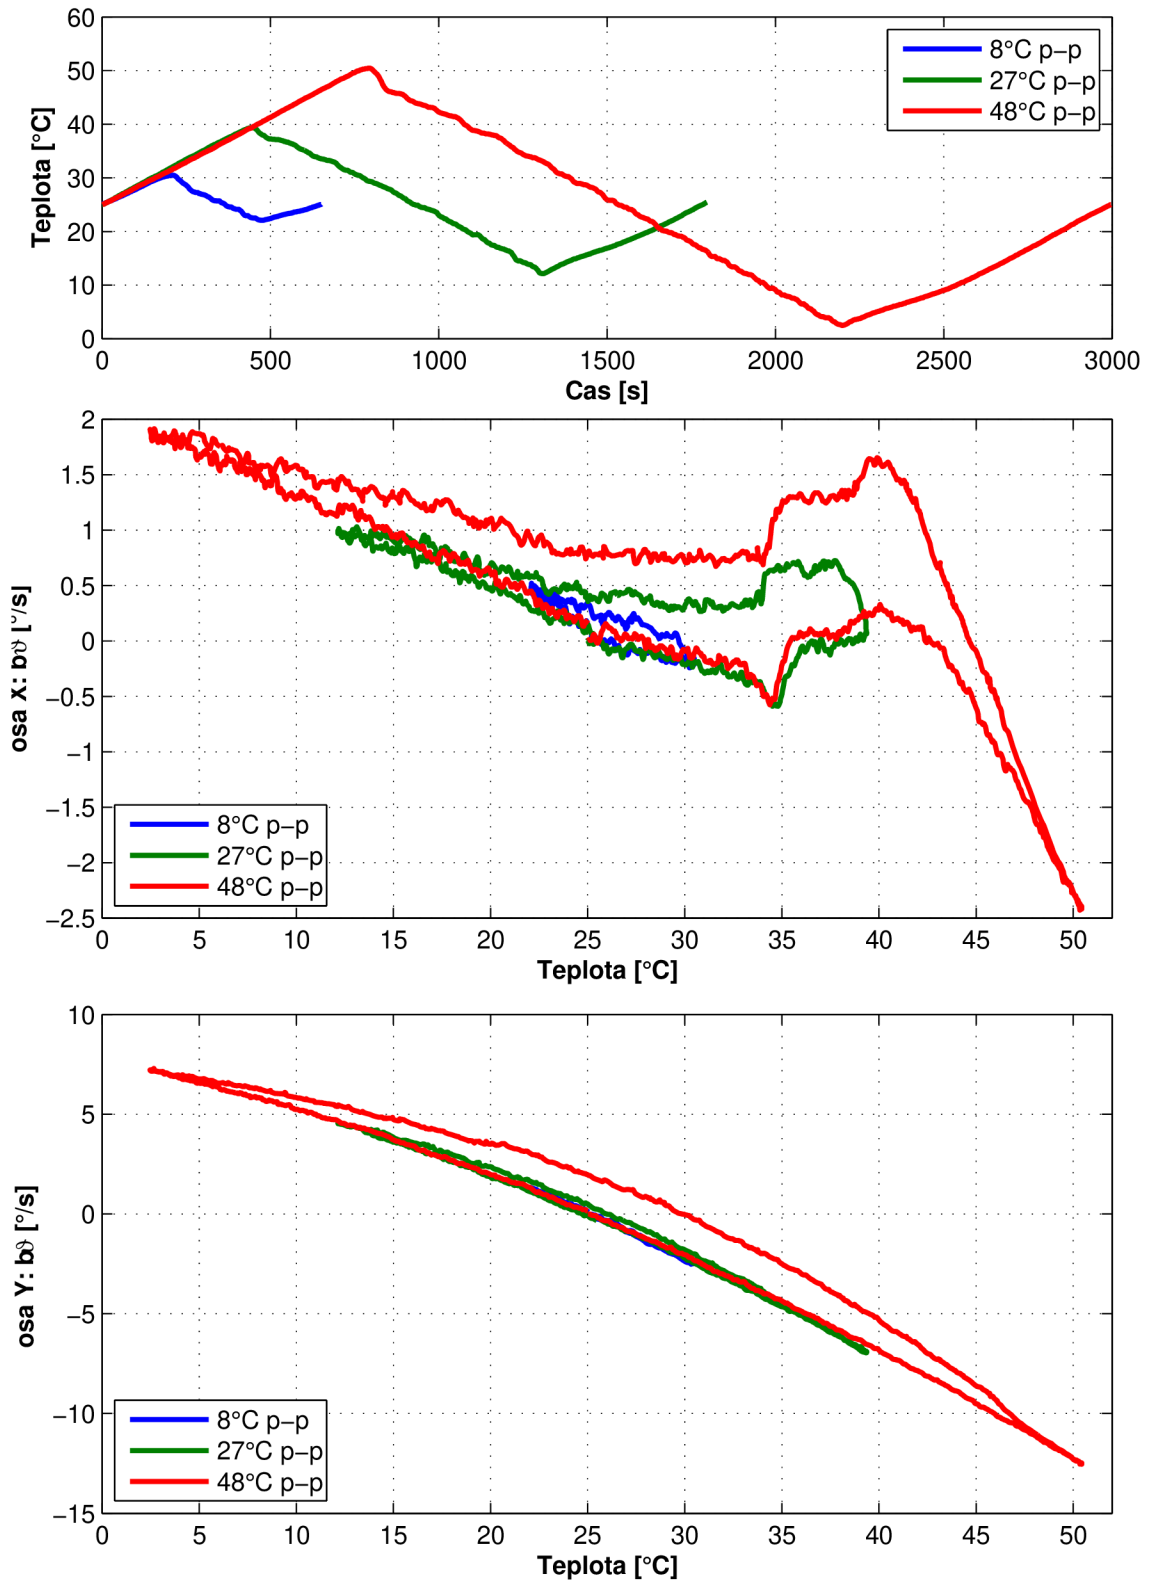 60
50
40
30
20
10
0
Teplota [°C]
8°C p−p
27°C p−p
48°C p−p
0 500 1000 1500 2000 2500 3000
Cas [s]
2
1.5
1
0.5
0
−0.5
−1
−1.5
−2
−2.5
osa X: bϑ [°/s]
8°C p−p
27°C p−p
48°C p−p
0 5 10 15 20 25 30 35 40 45 50
Teplota [°C]
10
5
0
−5
−10
−15
osa Y: bϑ [°/s]
8°C p−p
27°C p−p
48°C p−p
0 5 10 15 20 25 30 35 40 45 50
Teplota [°C]